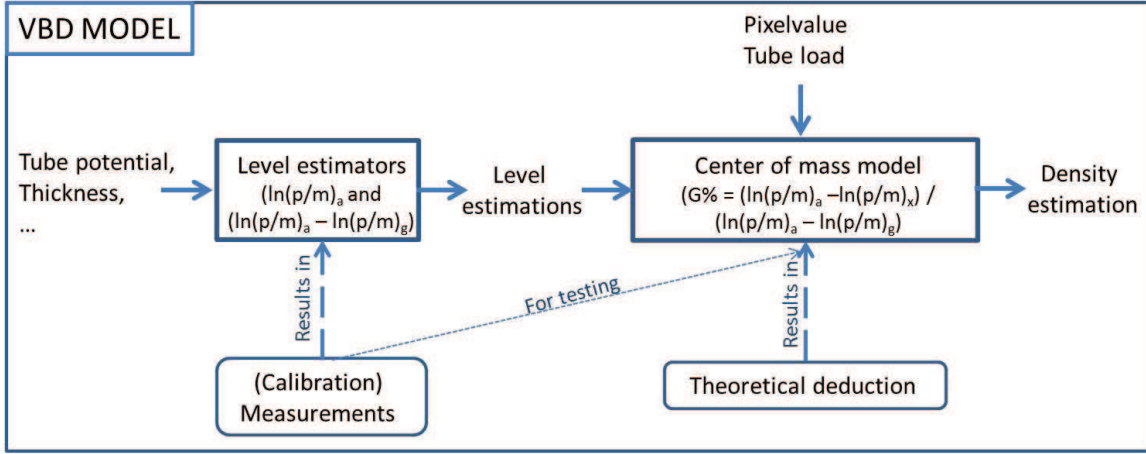 VBD MODEL
Pixelvalue
Tube load
Tube potential,
Thickness,
...
Level estimators
(ln(p/m)a and
(ln(p/m)a – ln(p/m)g)
Level
estimations
Center of mass model
(G% = (ln(p/m)a –ln(p/m)x) /
(ln(p/m)a – ln(p/m)g)
Density
estimation
Results in
For testing
Results in
(Calibration)
Measurements
Theoretical deduction